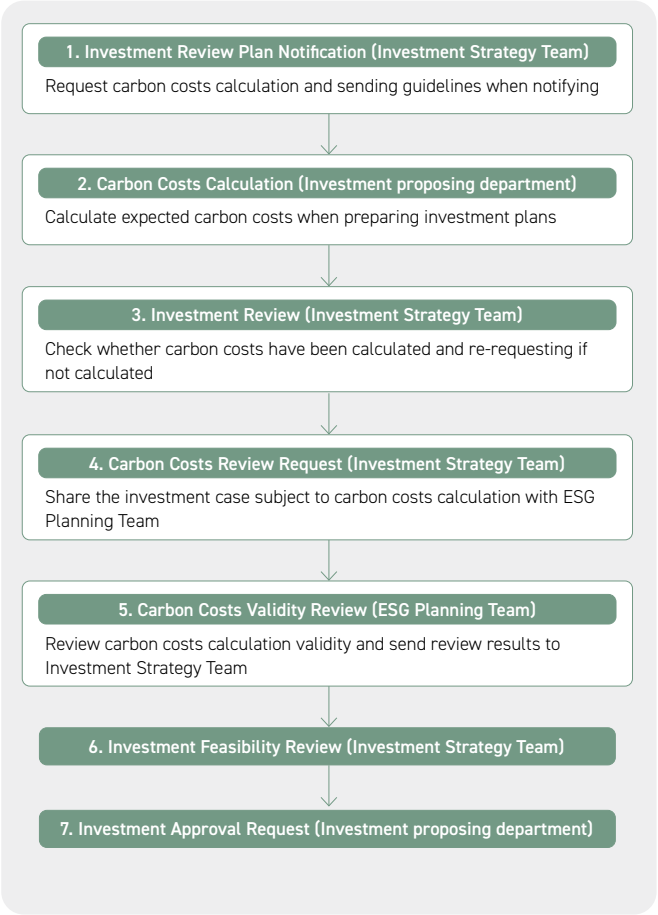 1. Investment Review Plan Notification (Investment Strategy Team)
Request carbon costs calculation and sending guidelines when notifying
2. Carbon Costs Calculation (Investment proposing department)
Calculate expected carbon costs when preparing investment plans
3. Investment Review (Investment Strategy Team)
Check whether carbon costs have been calculated and re-requesting if
not calculated
4. Carbon Costs Review Request (Investment Strategy Team)
Share the investment case subject to carbon costs calculation with ESG
Planning Team
5. Carbon Costs Validity Review (ESG Planning Team)
Review carbon costs calculation validity and send review results to
Investment Strategy Team
6. Investment Feasibility Review (Investment Strategy Team)
7. Investment Approval Request (Investment proposing department)